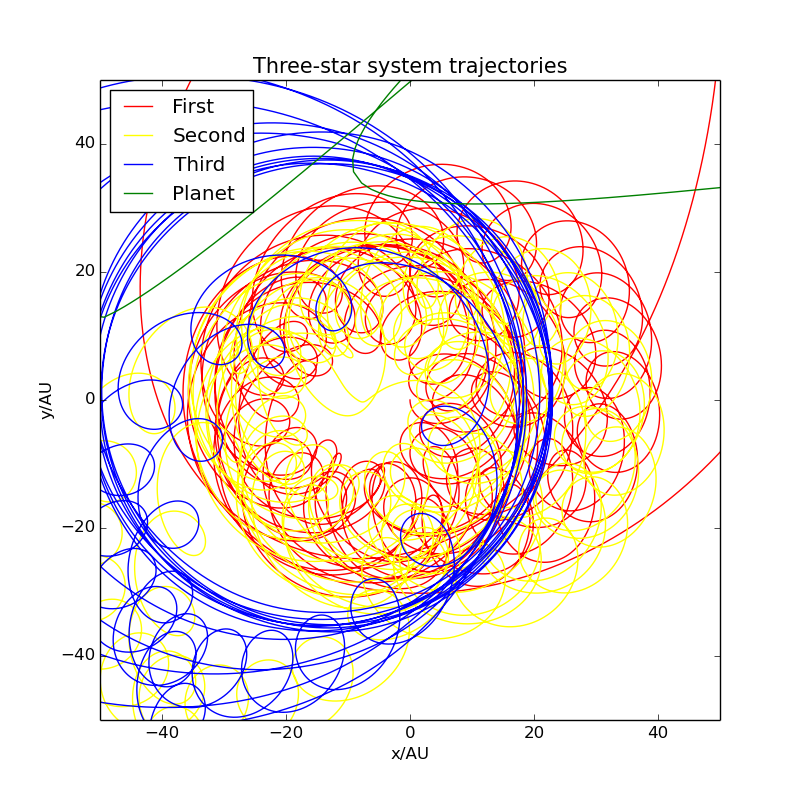 Three-star system trajectories
First
Second
Third
Planet
40
20
0
−20
−40
y/AU
−40
−20
0
20
40
x/AU